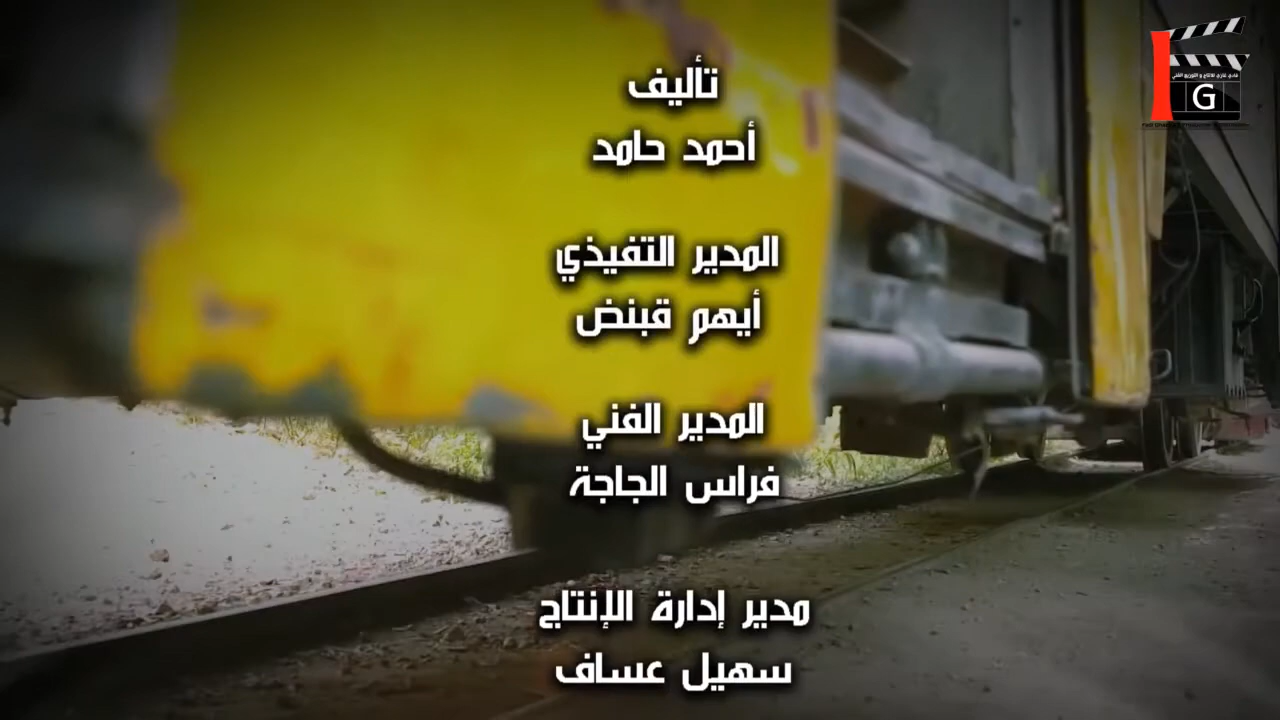 تأليف
أحمد حامد
المدير التفيذي
أيهم قبنض
المدير الفني
فراس الجاجة
مدير إدارة الإنتاج
سهيل عساف
G